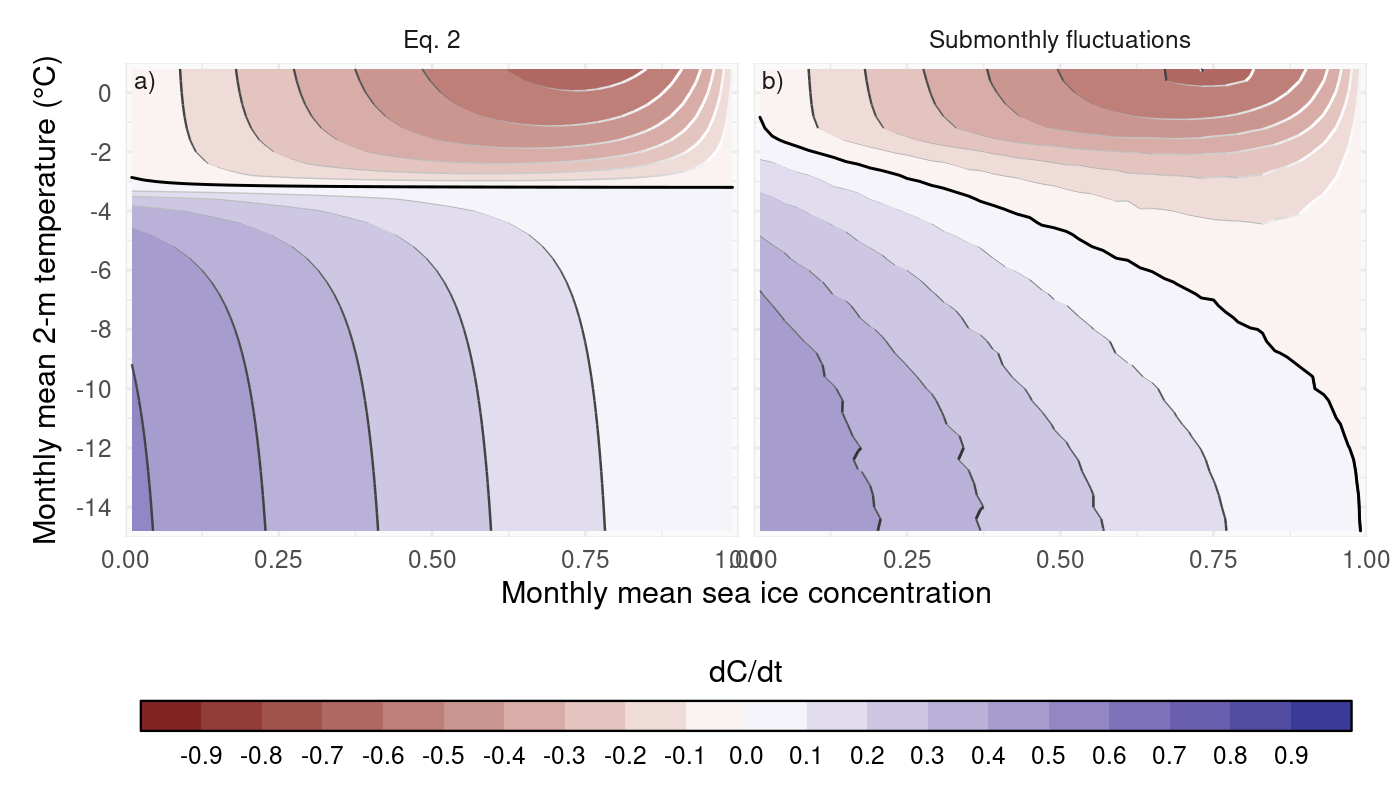 Eq. 2
Submonthly fluctuations
a)
b)
Monthly mean 2-m temperature (°C)
0
-2
-4
-6
-8
-10
-12
-14
0.00 0.25 0.50 0.75 1.00
0.00 0.25 0.50 0.75 1.00
Monthly mean sea ice concentration
dC/dt
-0.9 -0.8 -0.7 -0.6 -0.5 -0.4 -0.3 -0.2 -0.1 0.0 0.1 0.2 0.3 0.4 0.5 0.6 0.7 0.8 0.9